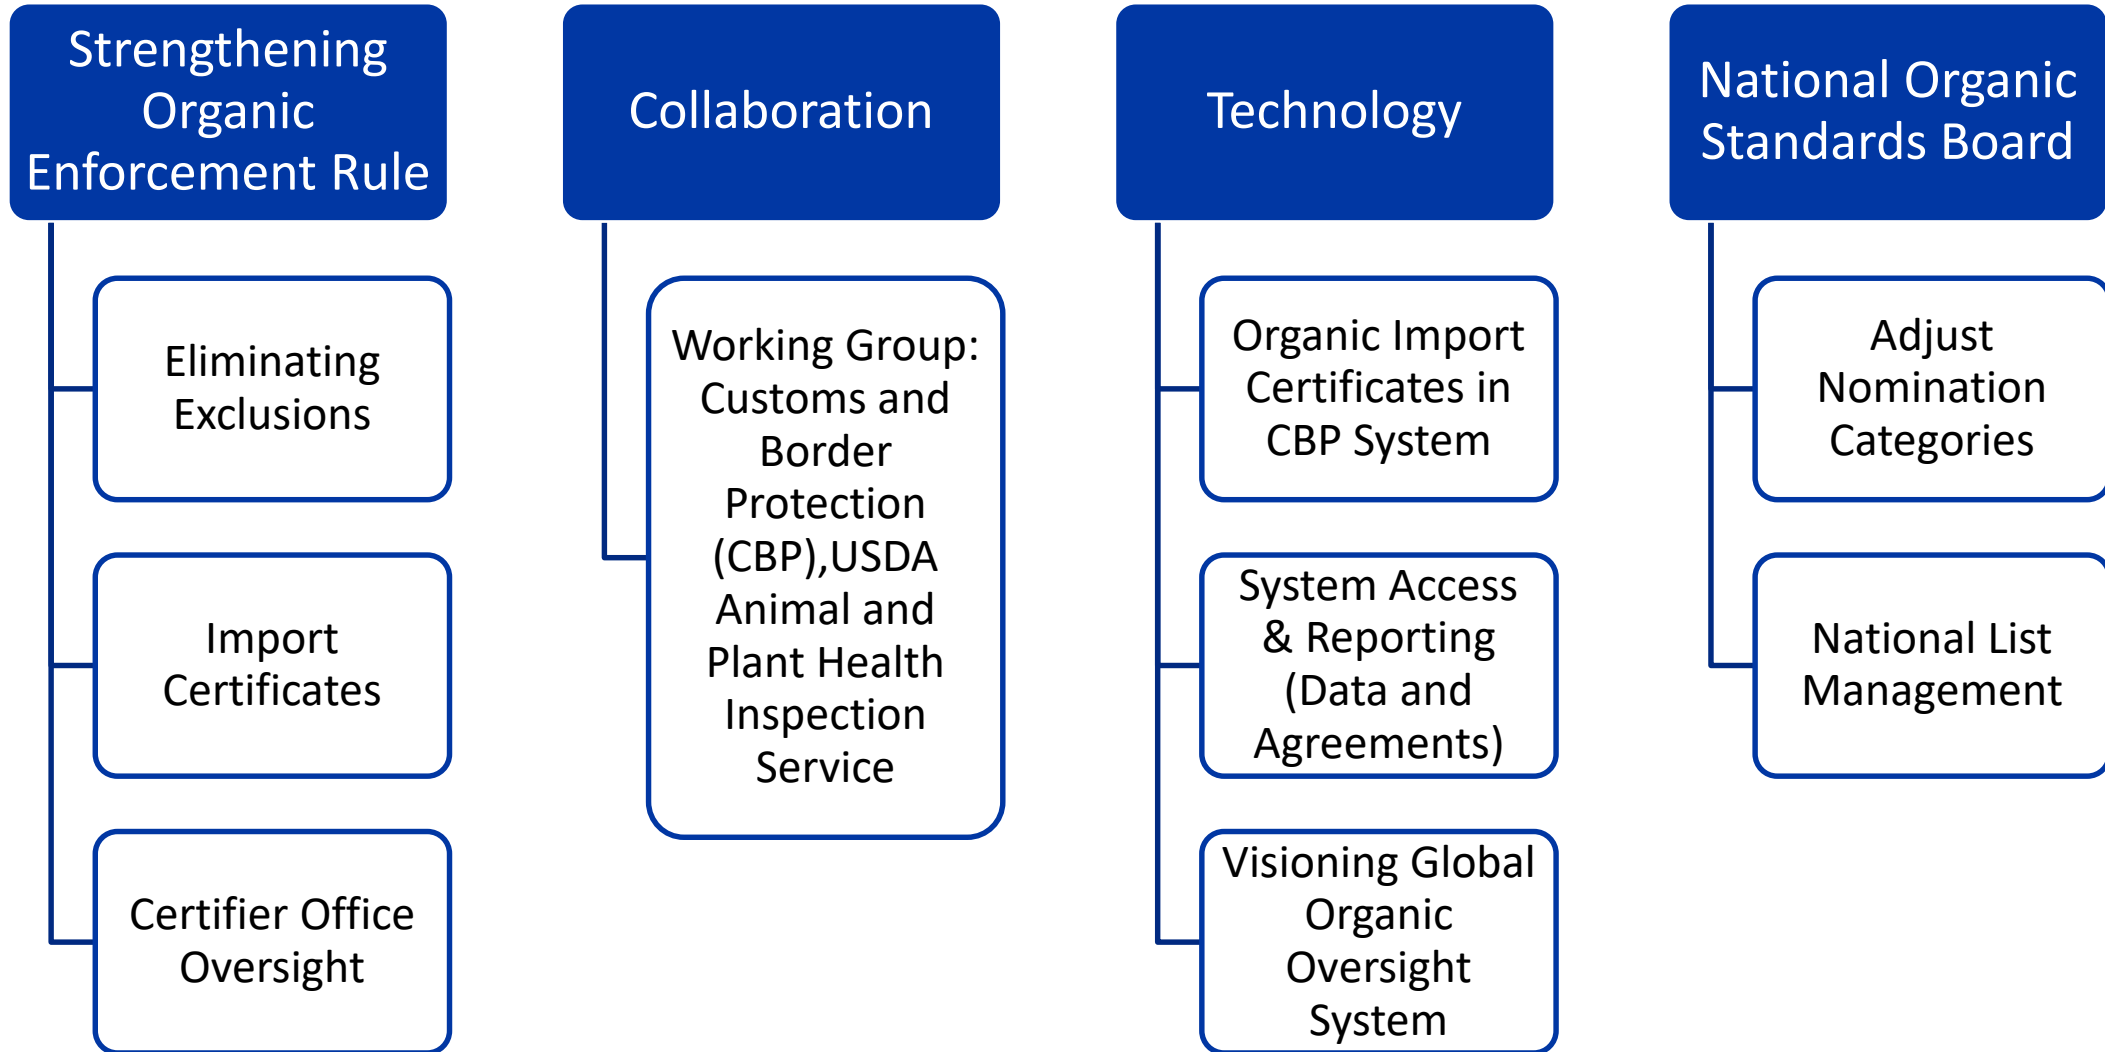 Strengthening
Organic
Enforcement Rule
Eliminating
Exclusions
Import
Certificates
Certifier Office
Oversight
Collaboration
Working Group:
Customs and
Border
Protection
(CBP),USDA
Animal and
Plant Health
Inspection
Service
Technology
Organic Import
Certificates in
CBP System
System Access
& Reporting
(Data and
Agreements)
Visioning Global
Organic
Oversight
System
National Organic
Standards Board
Adjust
Nomination
Categories
National List
Management